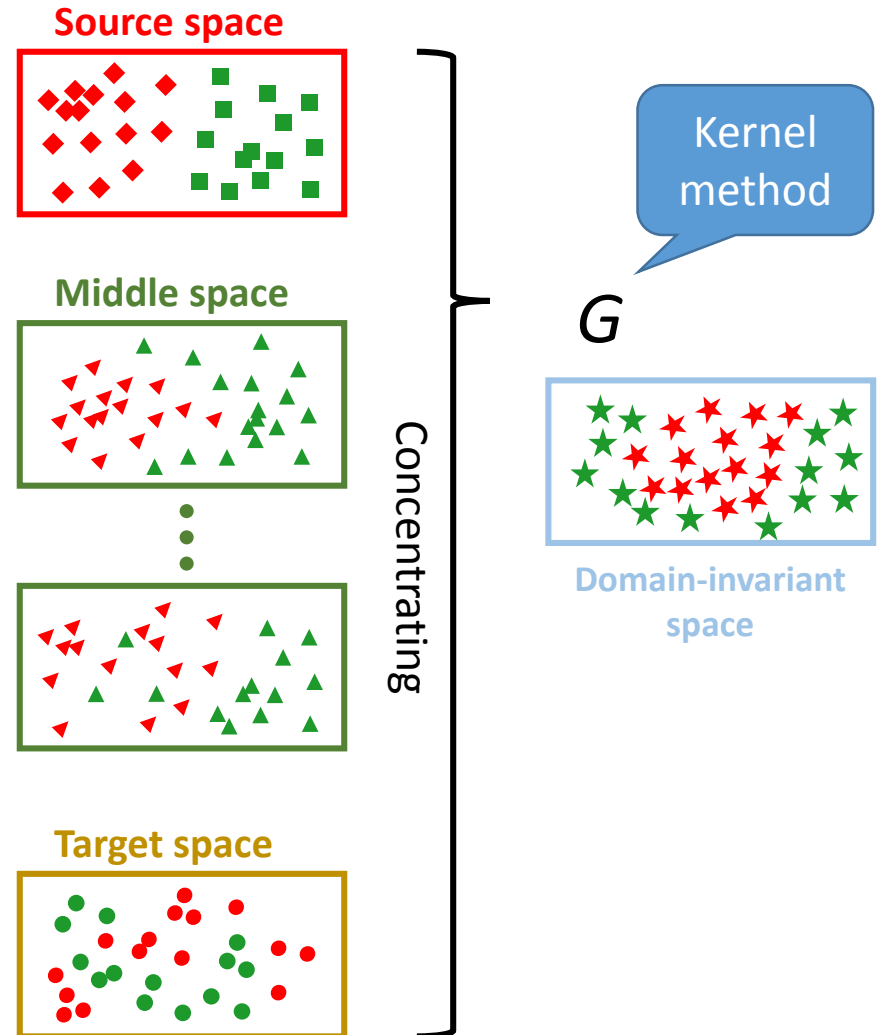 Source space
Middle space
Target space
Concentrating
Kernel
method
G
Domain-invariant
space